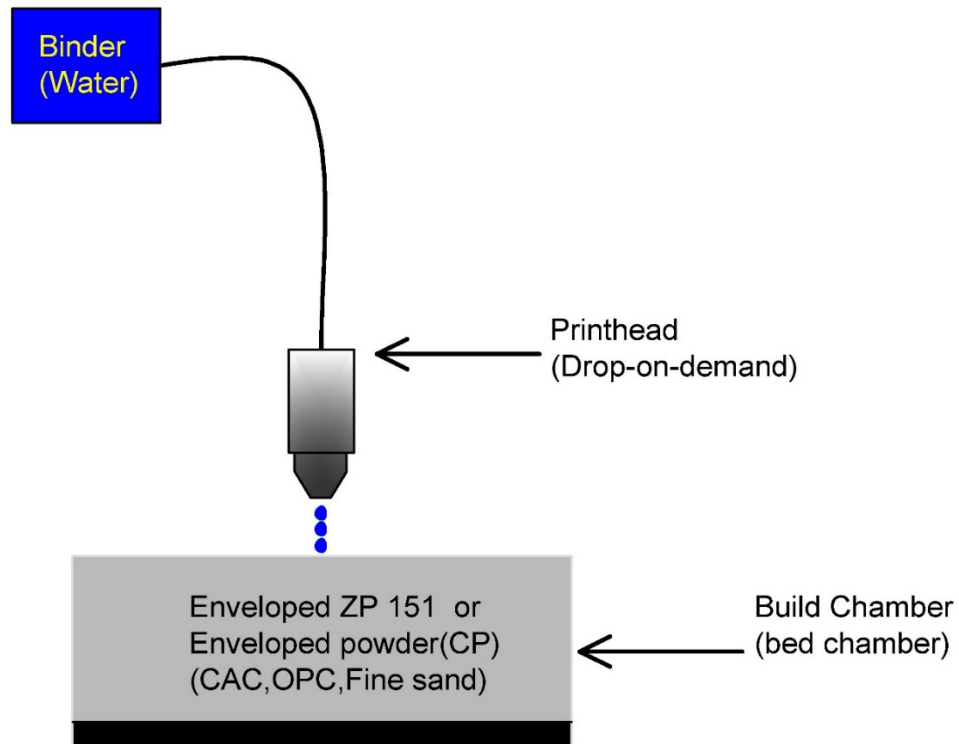 Binder
(Water)
Printhead
(Drop-on-demand)
Enveloped ZP 151 or
Enveloped powder(CP)
(CAC,OPC,Fine sand)
Build Chamber
(bed chamber)